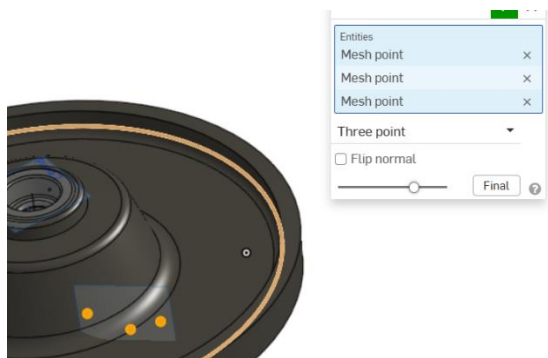 Entities
Mesh point ×
Mesh point ×
Mesh point ×
Three point
Flip normal
Final